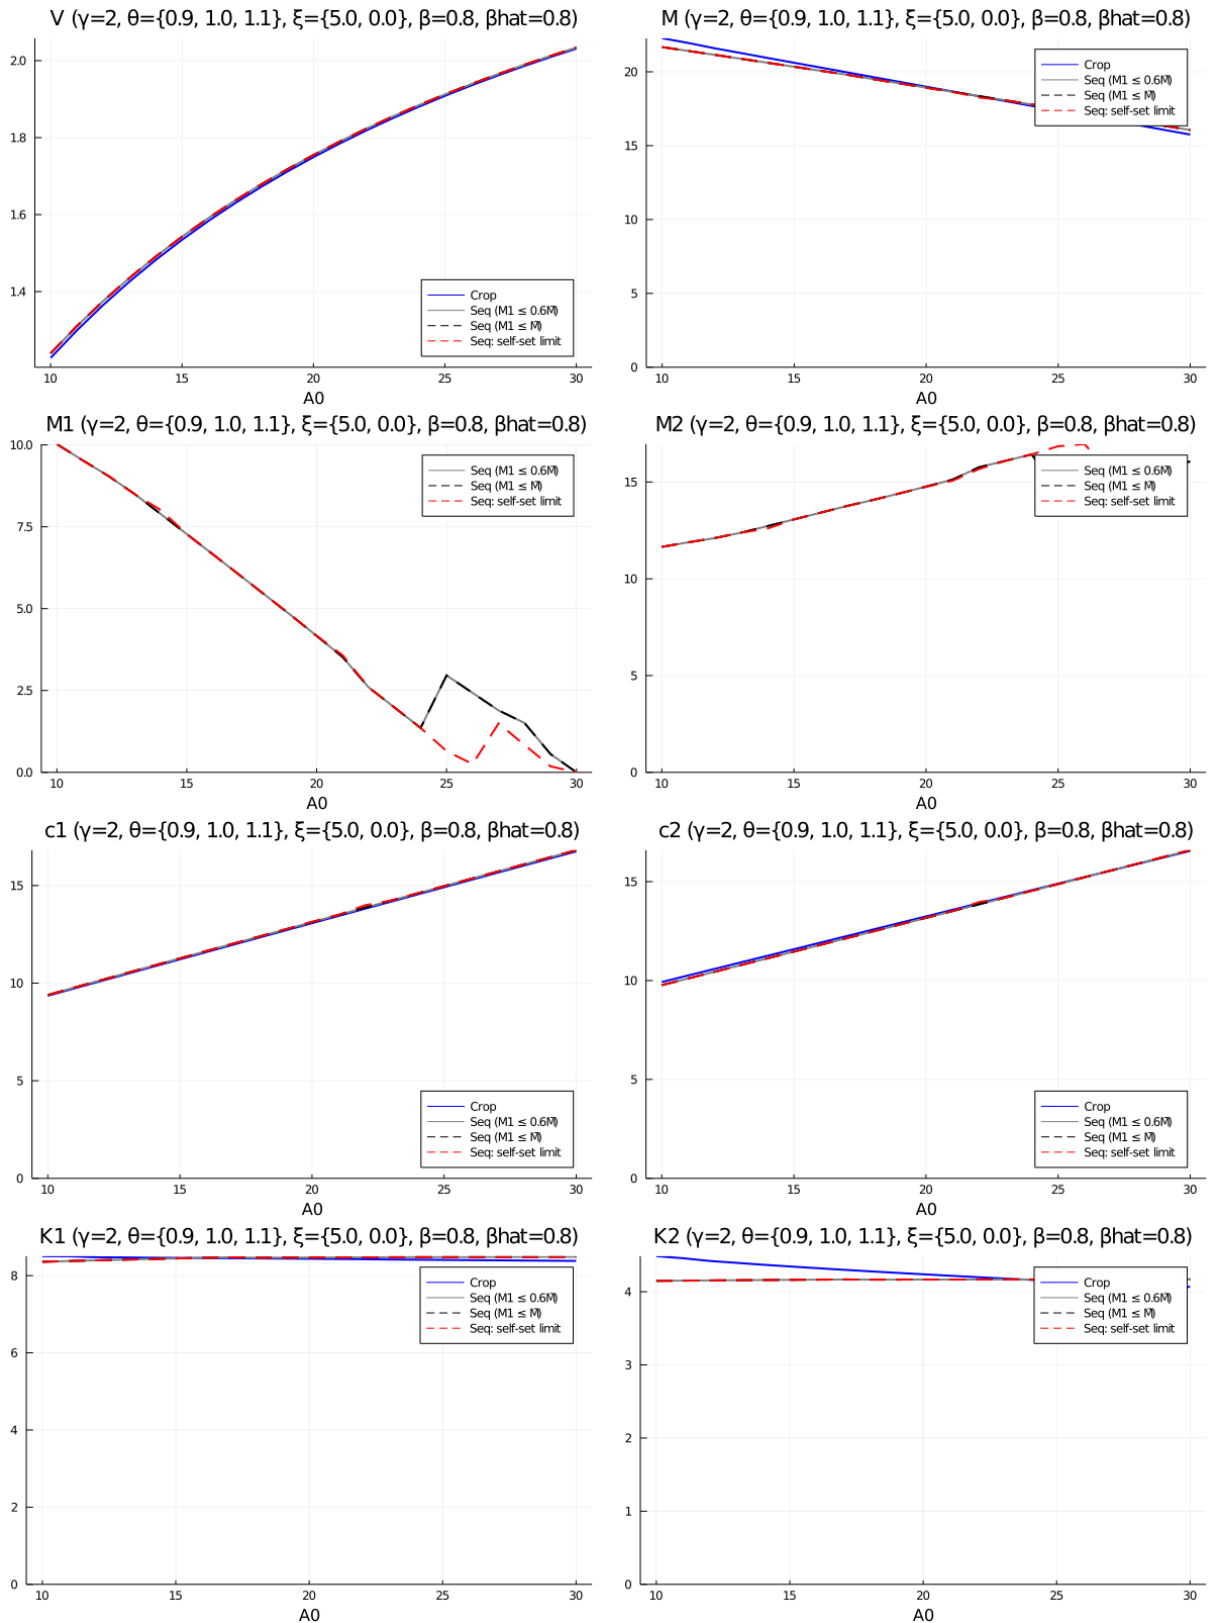 V (γ=2, θ={0.9, 1.0, 1.1}, ξ={5.0, 0.0}, β=0.8, βhat=0.8)
2.0
1.8
1.6
1.4
10 15 20 25 30
A0
Crop
Seq (M1 ≤ 0.6M̄)
Seq (M1 ≤ M̄)
Seq: self-set limit
M (γ=2, θ={0.9, 1.0, 1.1}, ξ={5.0, 0.0}, β=0.8, βhat=0.8)
20
15
10
5
0
10 15 20 25 30
A0
Crop
Seq (M1 ≤ 0.6M̄)
Seq (M1 ≤ M̄)
Seq: self-set limit
M1 (γ=2, θ={0.9, 1.0, 1.1}, ξ={5.0, 0.0}, β=0.8, βhat=0.8)
10.0
7.5
5.0
2.5
0.0
10 15 20 25 30
A0
Seq (M1 ≤ 0.6M̄)
Seq (M1 ≤ M̄)
Seq: self-set limit
M2 (γ=2, θ={0.9, 1.0, 1.1}, ξ={5.0, 0.0}, β=0.8, βhat=0.8)
15
10
5
0
10 15 20 25 30
A0
Seq (M1 ≤ 0.6M̄)
Seq (M1 ≤ M̄)
Seq: self-set limit
c1 (γ=2, θ={0.9, 1.0, 1.1}, ξ={5.0, 0.0}, β=0.8, βhat=0.8)
15
10
5
0
10 15 20 25 30
A0
Crop
Seq (M1 ≤ 0.6M̄)
Seq (M1 ≤ M̄)
Seq: self-set limit
c2 (γ=2, θ={0.9, 1.0, 1.1}, ξ={5.0, 0.0}, β=0.8, βhat=0.8)
15
10
5
0
10 15 20 25 30
A0
Crop
Seq (M1 ≤ 0.6M̄)
Seq (M1 ≤ M̄)
Seq: self-set limit
K1 (γ=2, θ={0.9, 1.0, 1.1}, ξ={5.0, 0.0}, β=0.8, βhat=0.8)
8
6
4
2
0
10 15 20 25 30
A0
Crop
Seq (M1 ≤ 0.6M̄)
Seq (M1 ≤ M̄)
Seq: self-set limit
K2 (γ=2, θ={0.9, 1.0, 1.1}, ξ={5.0, 0.0}, β=0.8, βhat=0.8)
4
3
2
1
0
10 15 20 25 30
A0
Crop
Seq (M1 ≤ 0.6M̄)
Seq (M1 ≤ M̄)
Seq: self-set limit